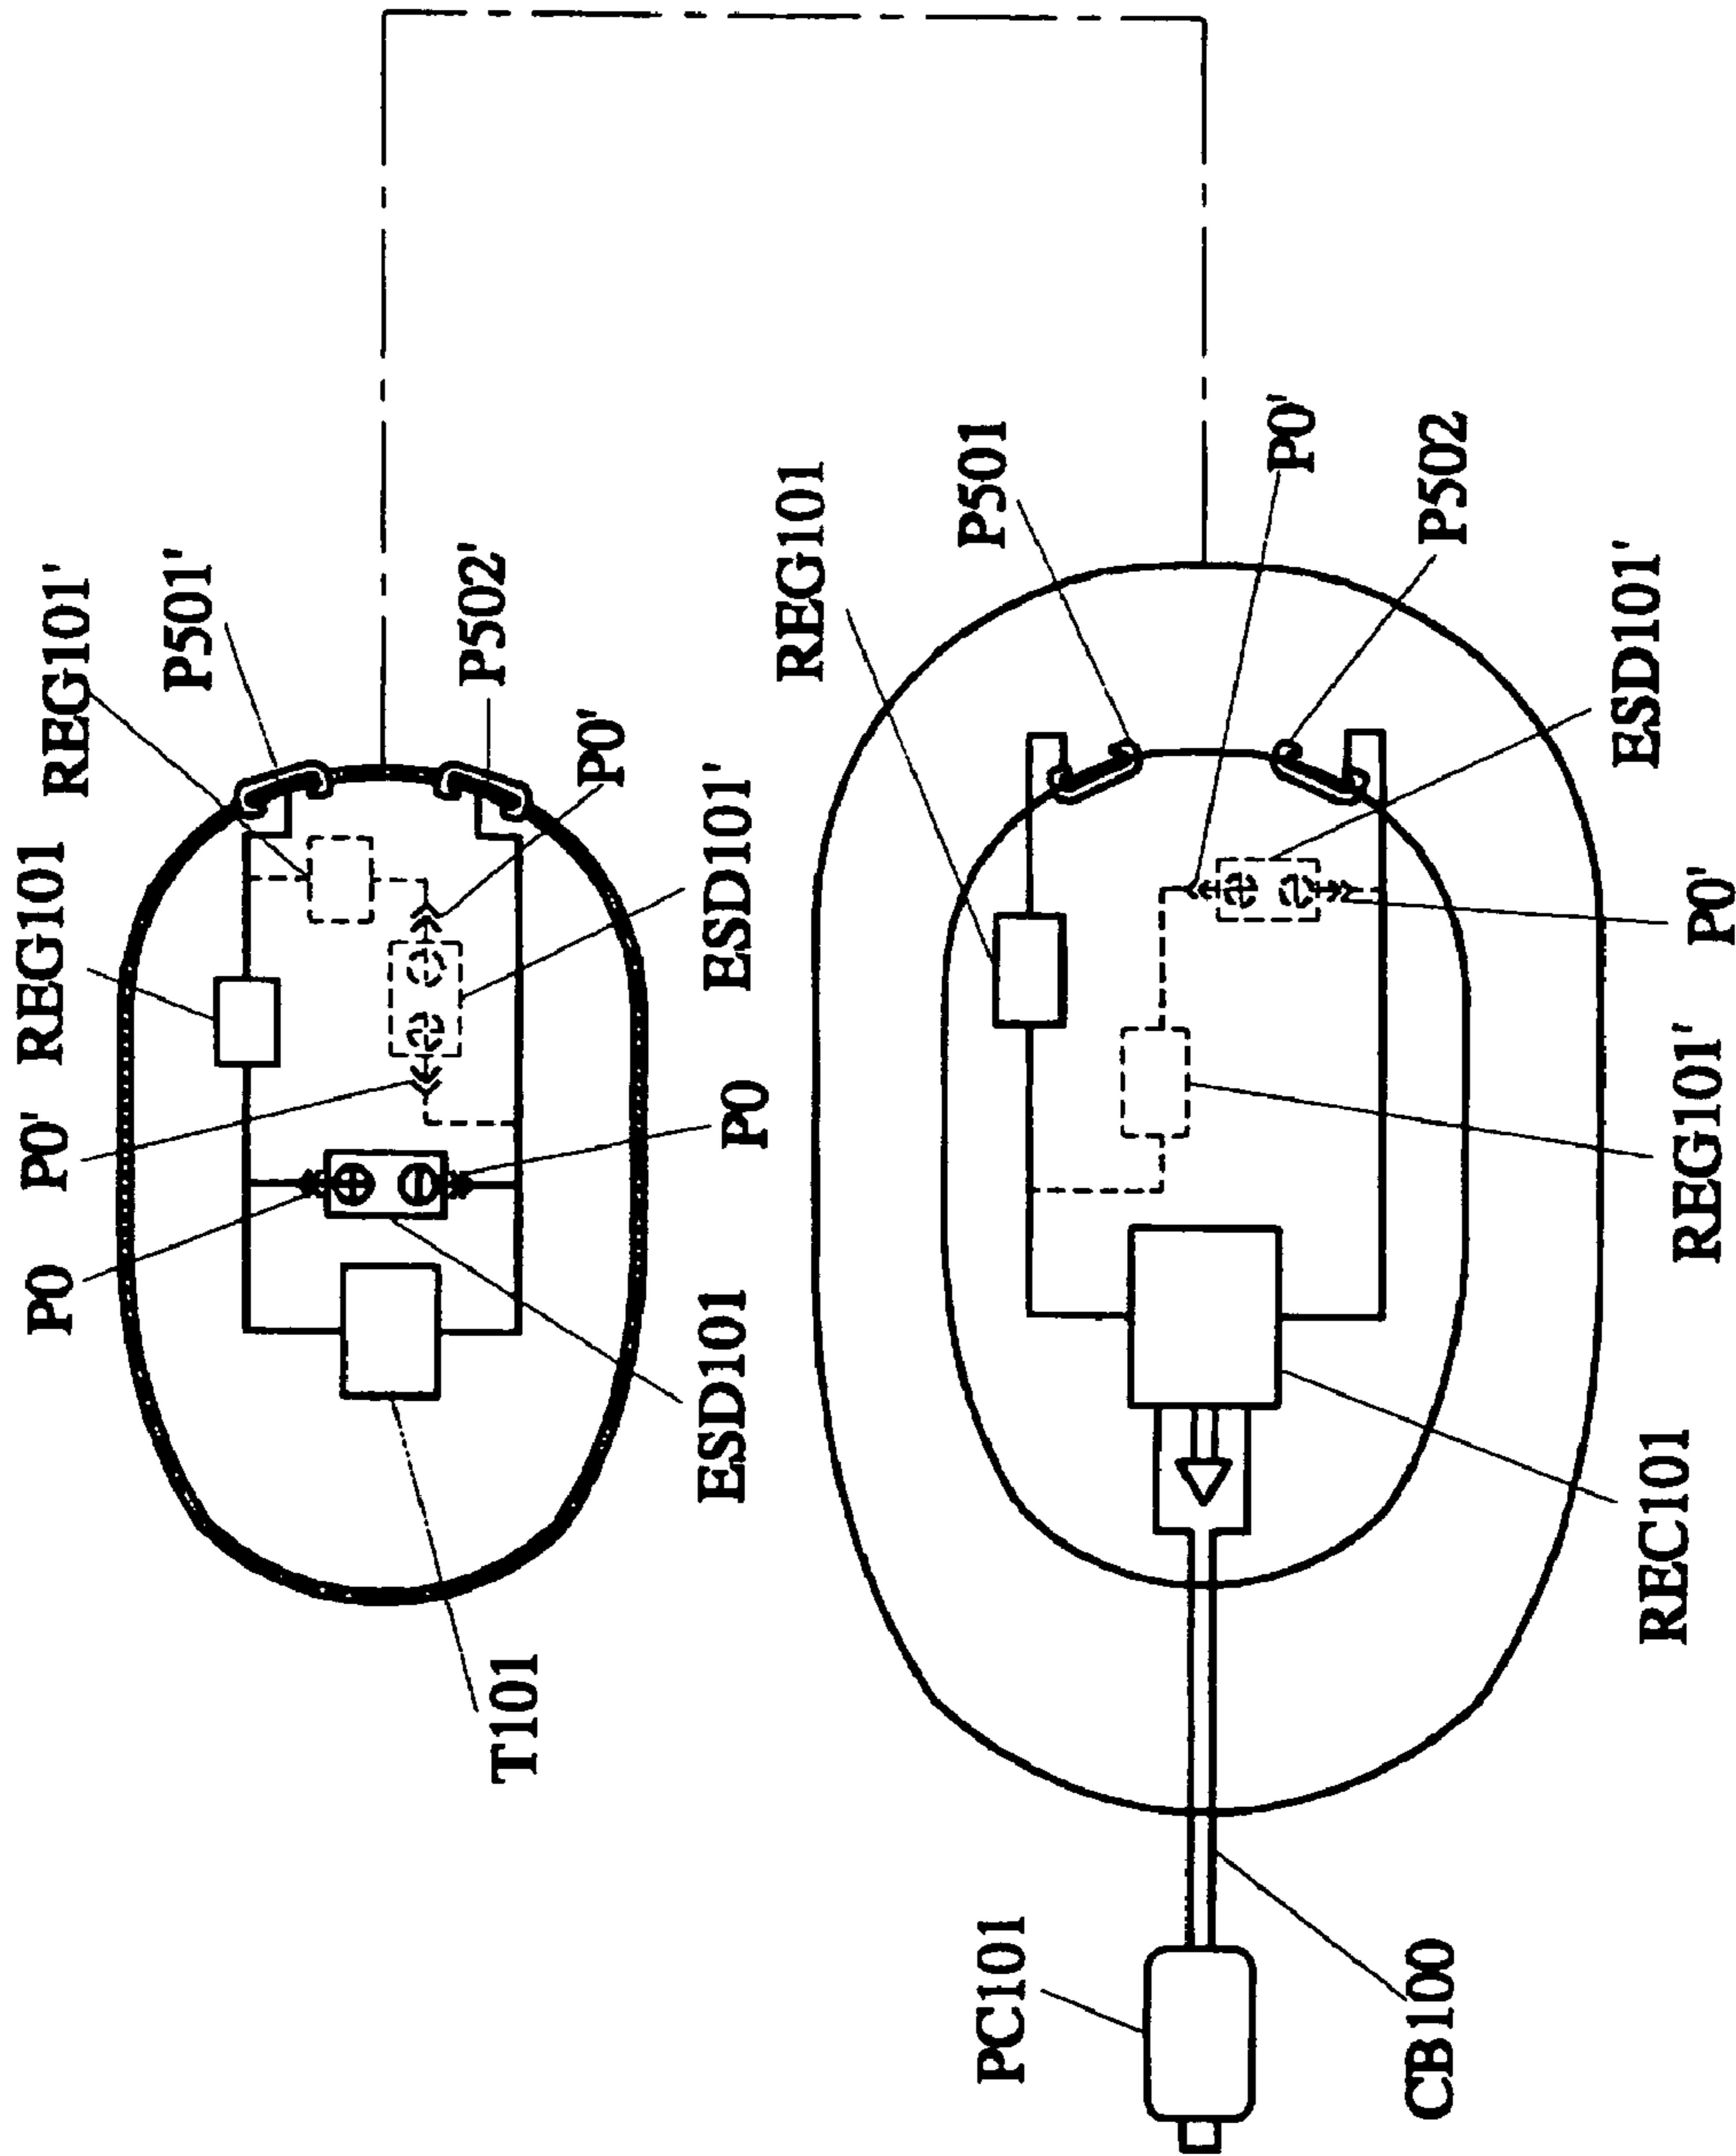 P0
P0'
REG101
REG101'
P501'
P502'
T101
P0'
ESD101
P0
ESD101'
REG101
P501
PC101
P0'
CB100
P502
REC101
REG101'
P0'
ESD101'